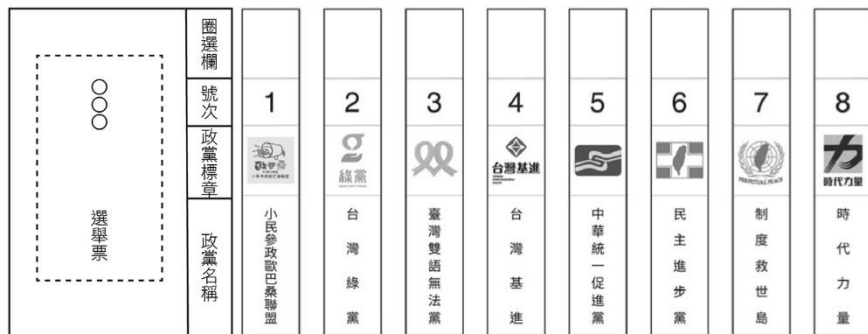 ○○○
選舉票
圈選欄
號次
政黨標章
政黨名稱
1
小民參政歐巴桑聯盟
2
綠黨
台灣綠黨
3
臺灣雙語無法黨
4
台灣基進
台灣基進
5
中華統一促進黨
6
民主進步黨
7
PERPETUAL PEACE
制度救世島
8
力
時代力量
時代力量